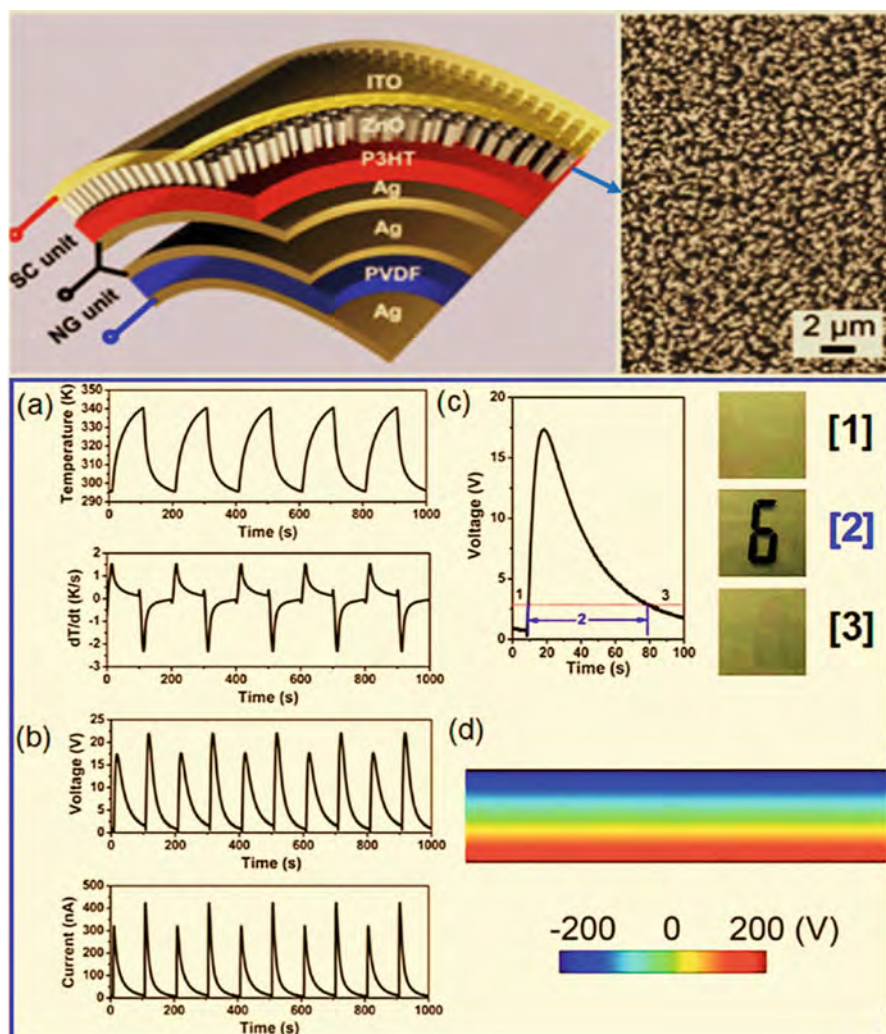 ITO
ZnO
P3HT
Ag
Ag
PVDF
Ag
SC unit
NG unit
2 µm
(a)
Temperature (K)
350
340
330
320
310
300
290
0 200 400 600 800 1000
Time (s)
dT/dt (K/s)
2
1
0
-1
-2
-3
0 200 400 600 800 1000
Time (s)
(b)
Voltage (V)
25
20
15
10
5
0
0 200 400 600 800 1000
Time (s)
Current (nA)
500
400
300
200
100
0
0 200 400 600 800 1000
Time (s)
(c)
Voltage (V)
20
15
10
5
0
1
2
3
0 20 40 60 80 100
Time (s)
[1]
6
[2]
[3]
(d)
-200 0 200 (V)